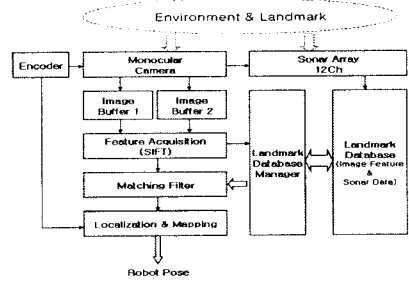 Environment & Landmark
Encoder
Monocular
Camera
Sonar Array
12Ch
Image
Buffer 1
Image
Buffer 2
Feature Acquisition
(SIFT)
Landmark
Database
Manager
Landmark
Database
(Image Feature
&
Sonar Data)
Matching Filter
Localization & Mapping
Robot Pose